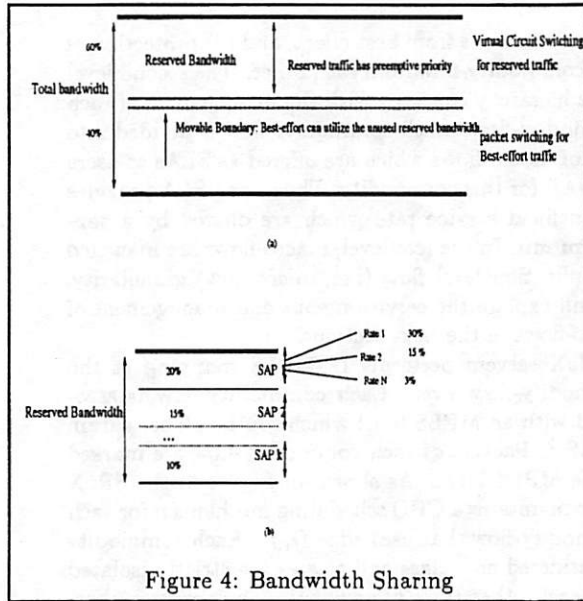 60%
Reserved Bandwidth
Reserved traffic has preemptive priority
Virtual Circuit Switching
for reserved traffic
Total bandwidth
40%
Movable Boundary: Best-effort can utilize the unused reserved bandwidth
packet switching for
Best-effort traffic
(a)
Rate 1 30%
Rate 2 15 %
Rate N 3%
SAP 1
SAP 2
15%
Reserved Bandwidth
...
10%
SAP k
(b)
Figure 4: Bandwidth Sharing